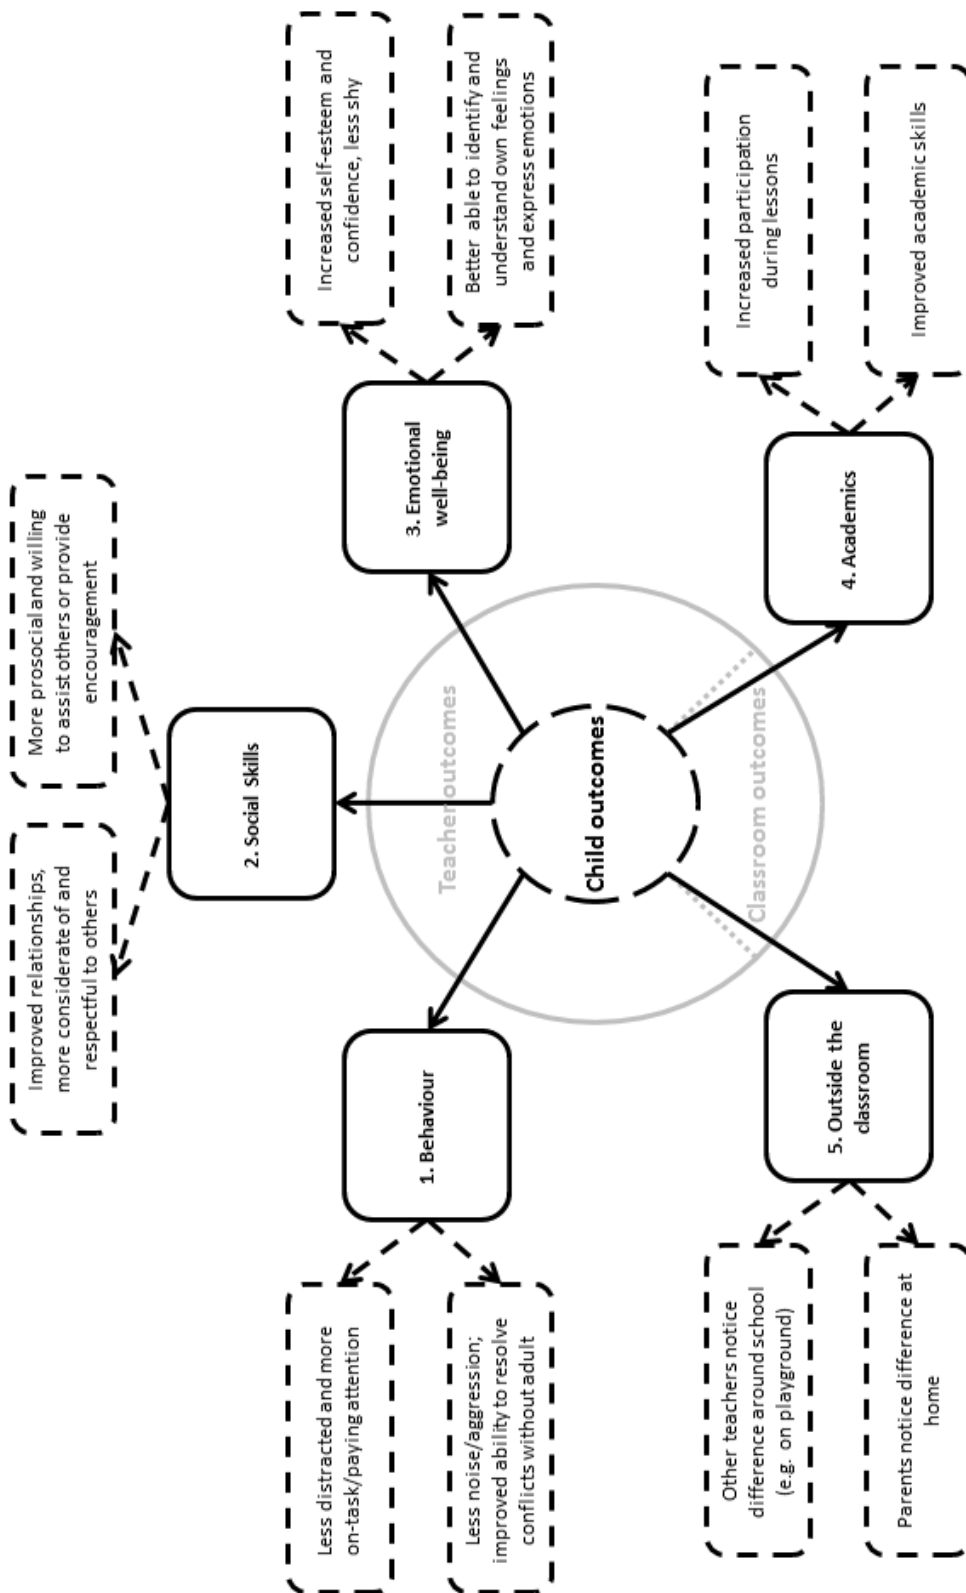 Improved relationships,
more considerate of and
respectful to others
More prosocial and willing
to assist others or provide
encouragement
2. Social Skills
Less distracted and more
on-task/paying attention
Less noise/aggression;
improved ability to resolve
conflicts without adult
1. Behaviour
3. Emotional
well-being
Increased self-esteem and
confidence, less shy
Better able to identify and
understand own feelings
and express emotions
Teacher outcomes
Child outcomes
Classroom outcomes
Other teachers notice
difference around school
(e.g. on playground)
Parents notice difference at
home
5. Outside the
classroom
4. Academics
Increased participation
during lessons
Improved academic skills